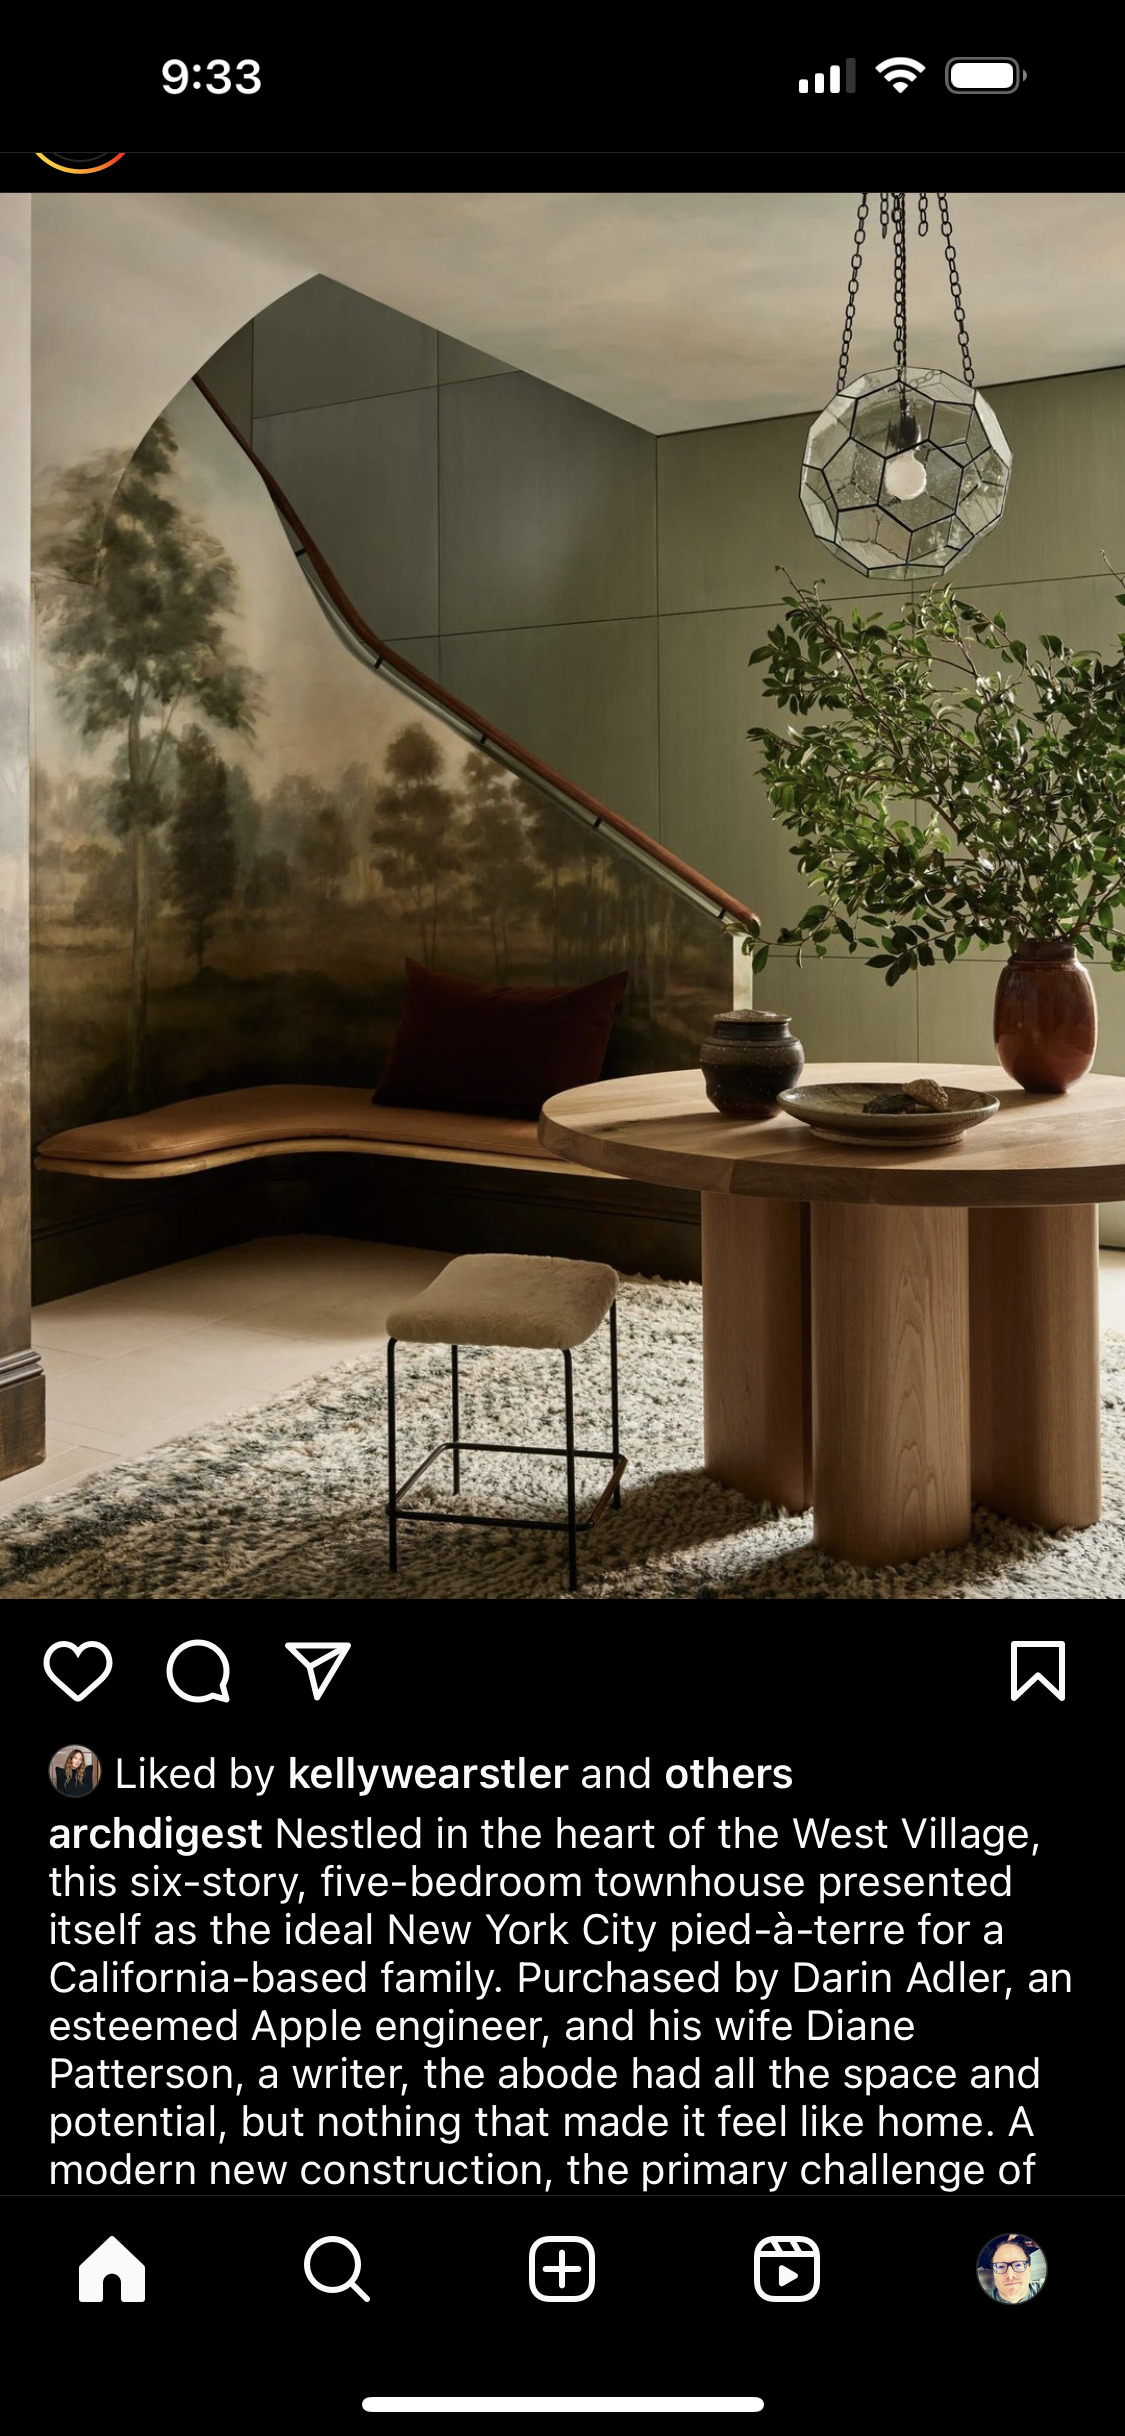 9:33
Liked by kellywearstler and others
archdigest Nestled in the heart of the West Village,
this six-story, five-bedroom townhouse presented
itself as the ideal New York City pied-à-terre for a
California-based family. Purchased by Darin Adler, an
esteemed Apple engineer, and his wife Diane
Patterson, a writer, the abode had all the space and
potential, but nothing that made it feel like home. A
modern new construction, the primary challenge of